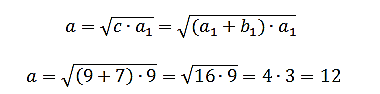 a = √(c · a₁) = √((a₁ + b₁) · a₁)
a = √((9 + 7) · 9) = √(16 · 9) = 4 · 3 = 12